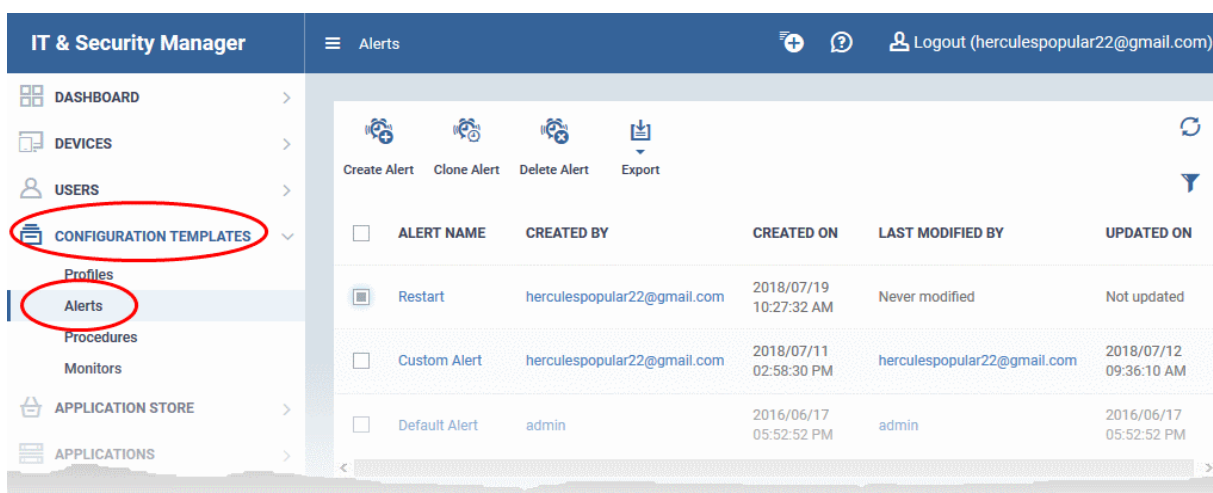 IT & Security Manager
Alerts
Logout (herculespopular22@gmail.com)
DASHBOARD
DEVICES
USERS
CONFIGURATION TEMPLATES
Profiles
Alerts
Procedures
Monitors
APPLICATION STORE
APPLICATIONS
Create Alert Clone Alert Delete Alert Export
ALERT NAME CREATED BY CREATED ON LAST MODIFIED BY UPDATED ON
Restart herculespopular22@gmail.com 2018/07/19 10:27:32 AM Never modified Not updated
Custom Alert herculespopular22@gmail.com 2018/07/11 02:58:30 PM herculespopular22@gmail.com 2018/07/12 09:36:10 AM
Default Alert admin 2016/06/17 05:52:52 PM admin 2016/06/17 05:52:52 PM